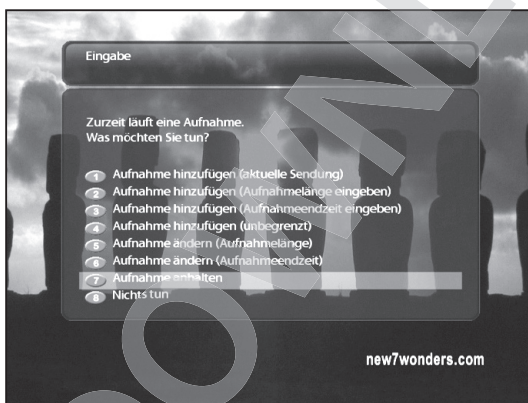 Eingabe
Zurzeit läuft eine Aufnahme.
Was möchten Sie tun?
1 Aufnahme hinzufügen (aktuelle Sendung)
2 Aufnahme hinzufügen (Aufnahmelänge eingeben)
3 Aufnahme hinzufügen (Aufnahmeendzeit eingeben)
4 Aufnahme hinzufügen (unbegrenzt)
5 Aufnahme ändern (Aufnahmelänge)
6 Aufnahme ändern (Aufnahmeendzeit)
7 Aufnahme anhalten
8 Nichts tun
new7wonders.com